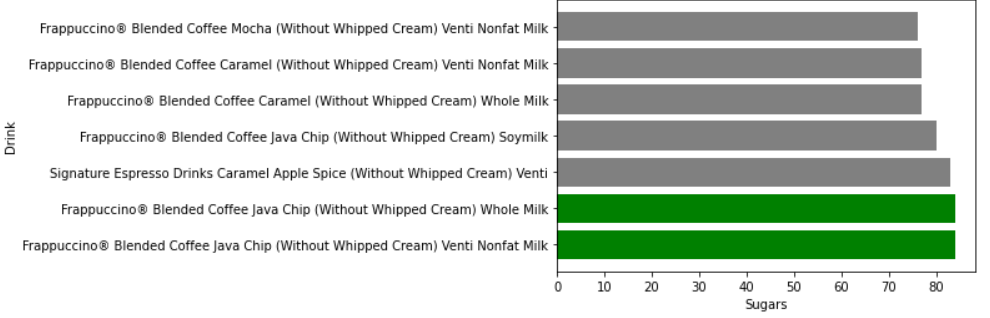 Frappuccino® Blended Coffee Mocha (Without Whipped Cream) Venti Nonfat Milk
Frappuccino® Blended Coffee Caramel (Without Whipped Cream) Venti Nonfat Milk
Frappuccino® Blended Coffee Caramel (Without Whipped Cream) Whole Milk
Frappuccino® Blended Coffee Java Chip (Without Whipped Cream) Soymilk
Signature Espresso Drinks Caramel Apple Spice (Without Whipped Cream) Venti
Frappuccino® Blended Coffee Java Chip (Without Whipped Cream) Whole Milk
Frappuccino® Blended Coffee Java Chip (Without Whipped Cream) Venti Nonfat Milk
Drink
0 10 20 30 40 50 60 70 80
Sugars